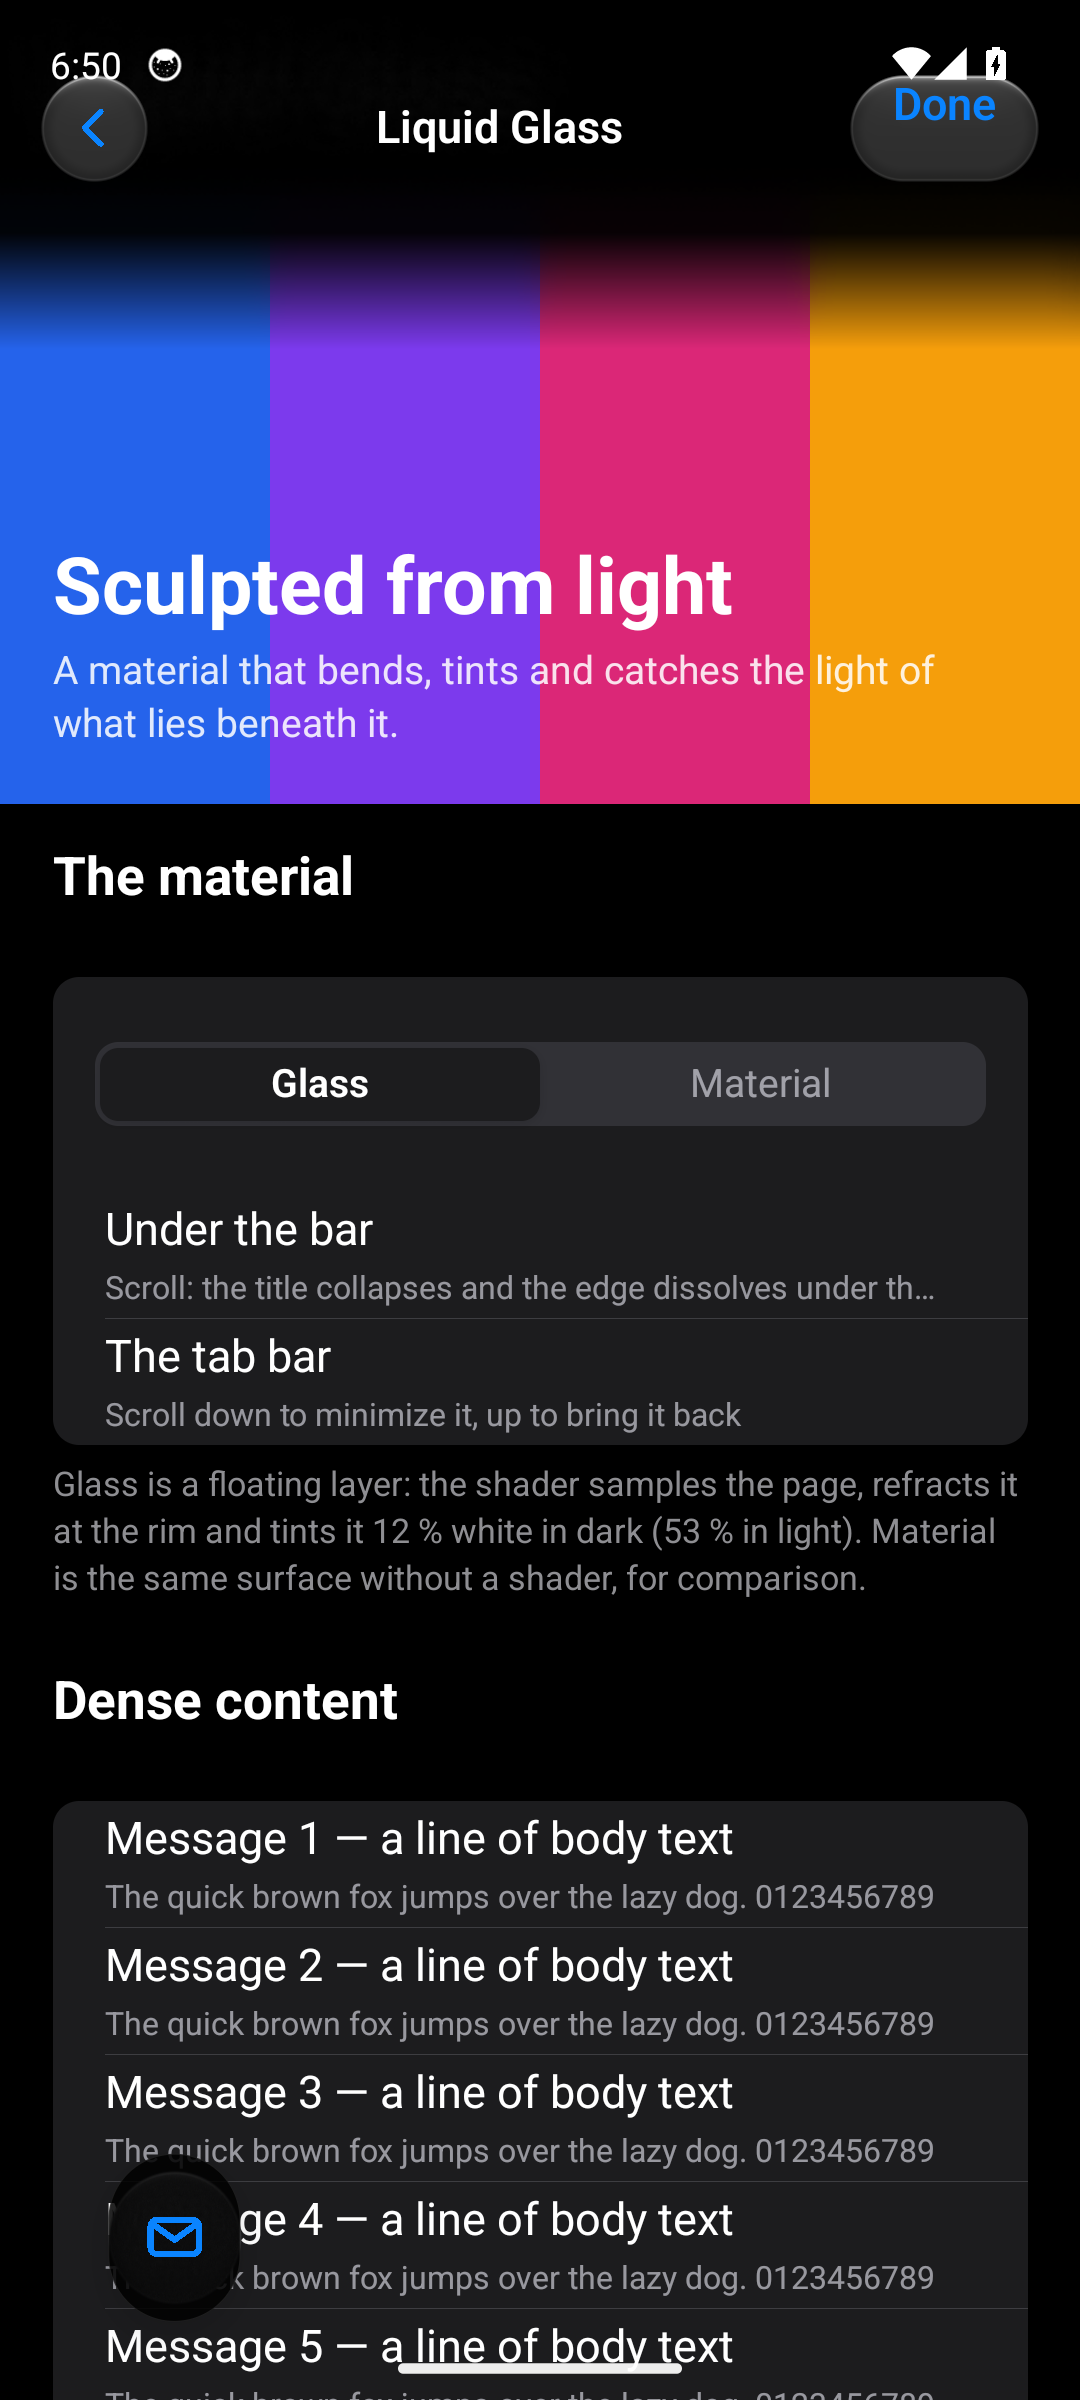 6:50
Done
Liquid Glass
Sculpted from light
A material that bends, tints and catches the light of
what lies beneath it.
The material
Glass
Material
Under the bar
Scroll: the title collapses and the edge dissolves under th…
The tab bar
Scroll down to minimize it, up to bring it back
Glass is a floating layer: the shader samples the page, refracts it
at the rim and tints it 12 % white in dark (53 % in light). Material
is the same surface without a shader, for comparison.
Dense content
Message 1 — a line of body text
The quick brown fox jumps over the lazy dog. 0123456789
Message 2 — a line of body text
The quick brown fox jumps over the lazy dog. 0123456789
Message 3 — a line of body text
The quick brown fox jumps over the lazy dog. 0123456789
ge 4 — a line of body text
brown fox jumps over the lazy dog. 0123456789
Message 5 — a line of body text